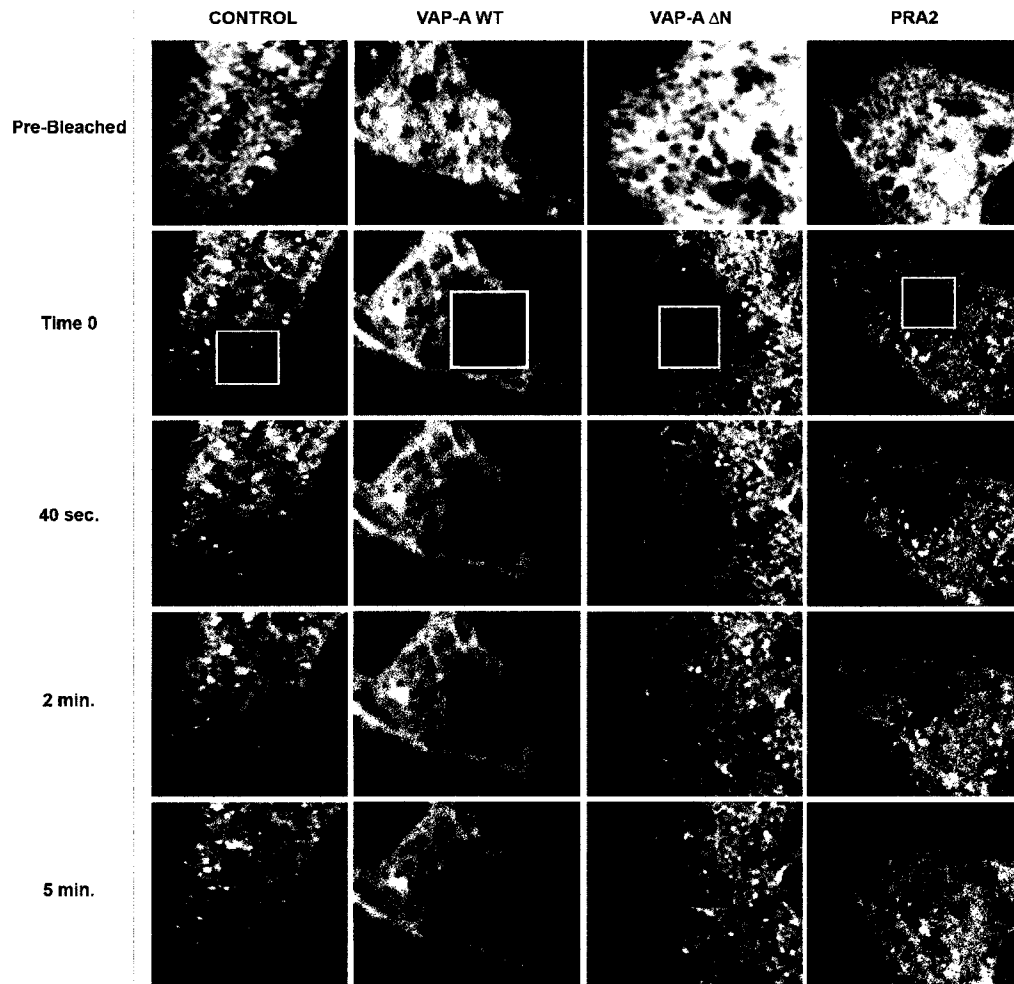 CONTROL VAP-A WT VAP-A ΔN PRA2
Pre-Bleached
Time 0
40 sec.
2 min.
5 min.